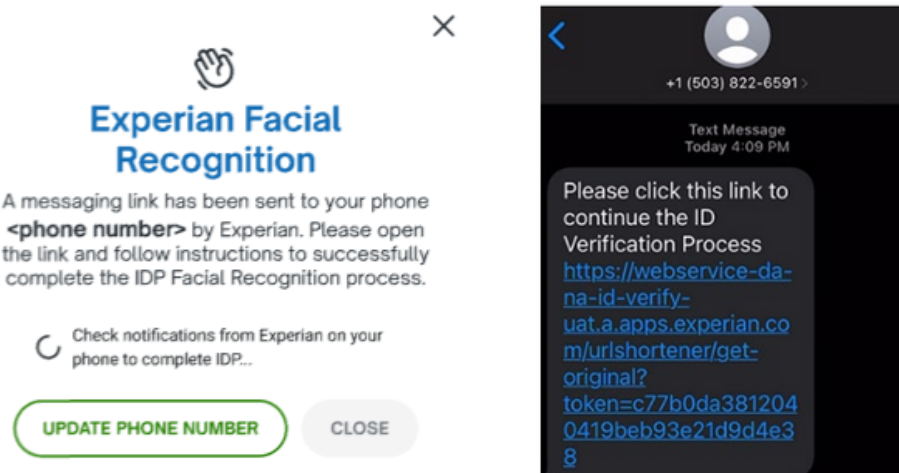 Experian Facial
Recognition
A messaging link has been sent to your phone
<phone number> by Experian. Please open
the link and follow instructions to successfully
complete the IDP Facial Recognition process.
Check notifications from Experian on your
phone to complete IDP...
UPDATE PHONE NUMBER
CLOSE
+1 (503) 822-6591
Text Message
Today 4:09 PM
Please click this link to
continue the ID
Verification Process
https://webservice-da-
na-id-verify-
uat.a.apps.experian.co
m/urlshortener/get-
original?
token=c77b0da381204
0419beb93e21d9d4e3
8